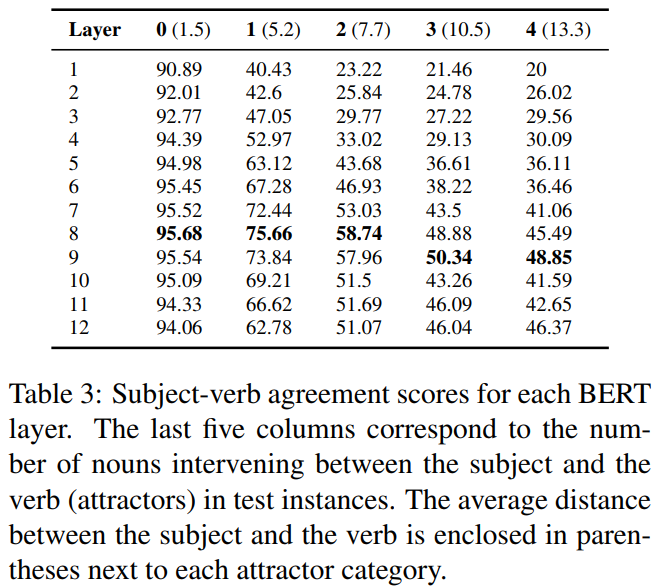 Layer 0 (1.5) 1 (5.2) 2 (7.7) 3 (10.5) 4 (13.3)
1 90.89 40.43 23.22 21.46 20
2 92.01 42.6 25.84 24.78 26.02
3 92.77 47.05 29.77 27.22 29.56
4 94.39 52.97 33.02 29.13 30.09
5 94.98 63.12 43.68 36.61 36.11
6 95.45 67.28 46.93 38.22 36.46
7 95.52 72.44 53.03 43.5 41.06
8 95.68 75.66 58.74 48.88 45.49
9 95.54 73.84 57.96 50.34 48.85
10 95.09 69.21 51.5 43.26 41.59
11 94.33 66.62 51.69 46.09 42.65
12 94.06 62.78 51.07 46.04 46.37
Table 3: Subject-verb agreement scores for each BERT
layer. The last five columns correspond to the num-
ber of nouns intervening between the subject and the
verb (attractors) in test instances. The average distance
between the subject and the verb is enclosed in paren-
theses next to each attractor category.